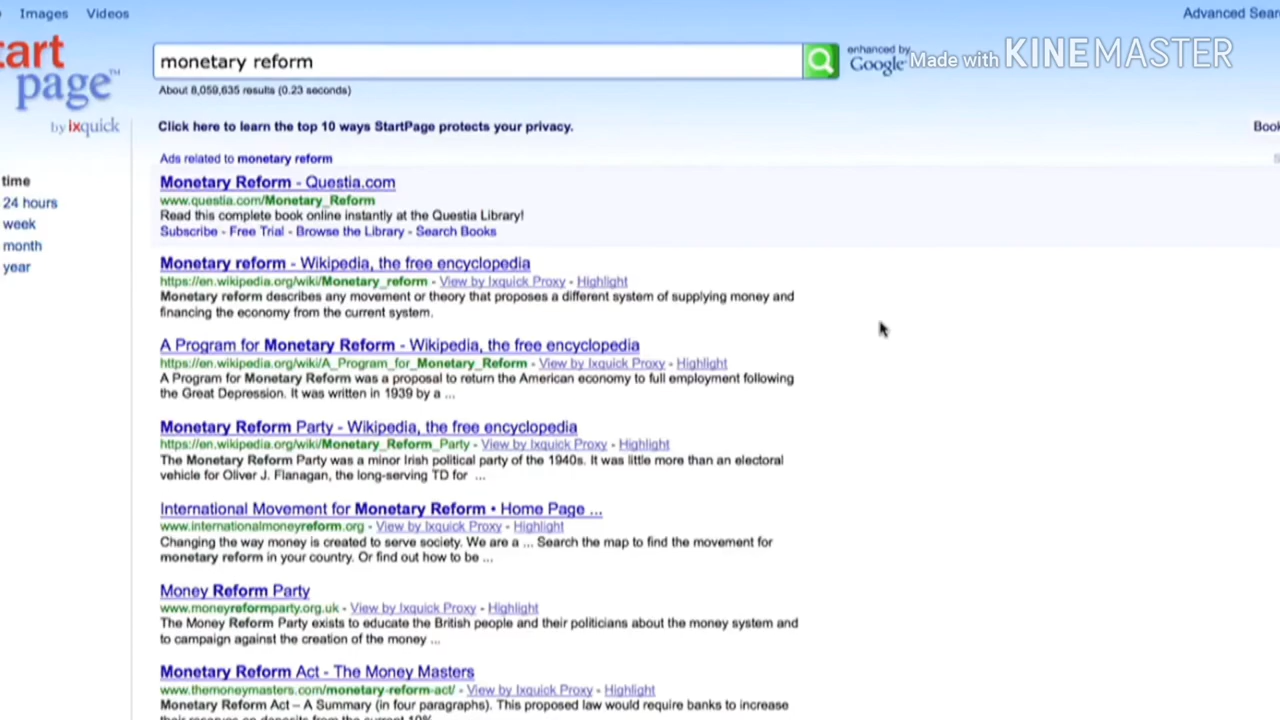 Images Videos Advanced Sear
art
page™
by ixquick
monetary reform
enhanced by
Google
Made with KINEMASTER
About 8,059,635 results (0.23 seconds)
Click here to learn the top 10 ways StartPage protects your privacy.
Book
Ads related to monetary reform
time
24 hours
week
month
year
Monetary Reform - Questia.com
www.questia.com/Monetary_Reform
Read this complete book online instantly at the Questia Library!
Subscribe - Free Trial - Browse the Library - Search Books
Monetary reform - Wikipedia, the free encyclopedia
https://en.wikipedia.org/wiki/Monetary_reform - View by Ixquick Proxy - Highlight
Monetary reform describes any movement or theory that proposes a different system of supplying money and
financing the economy from the current system.
A Program for Monetary Reform - Wikipedia, the free encyclopedia
https://en.wikipedia.org/wiki/A_Program_for_Monetary_Reform - View by Ixquick Proxy - Highlight
A Program for Monetary Reform was a proposal to return the American economy to full employment following
the Great Depression. It was written in 1939 by a ...
Monetary Reform Party - Wikipedia, the free encyclopedia
https://en.wikipedia.org/wiki/Monetary_Reform_Party - View by Ixquick Proxy - Highlight
The Monetary Reform Party was a minor Irish political party of the 1940s. It was little more than an electoral
vehicle for Oliver J. Flanagan, the long-serving TD for ...
International Movement for Monetary Reform • Home Page ...
www.internationalmoneyreform.org - View by Ixquick Proxy - Highlight
Changing the way money is created to serve society. We are a ... Search the map to find the movement for
monetary reform in your country. Or find out how to be ...
Money Reform Party
www.moneyreformparty.org.uk - View by Ixquick Proxy - Highlight
The Money Reform Party exists to educate the British people and their politicians about the money system and
to campaign against the creation of the money ...
Monetary Reform Act - The Money Masters
www.themoneymasters.com/monetary-reform-act/ - View by Ixquick Proxy - Highlight
Monetary Reform Act – A Summary (in four paragraphs). This proposed law would require banks to increase
their reserves on deposits from the current 10%